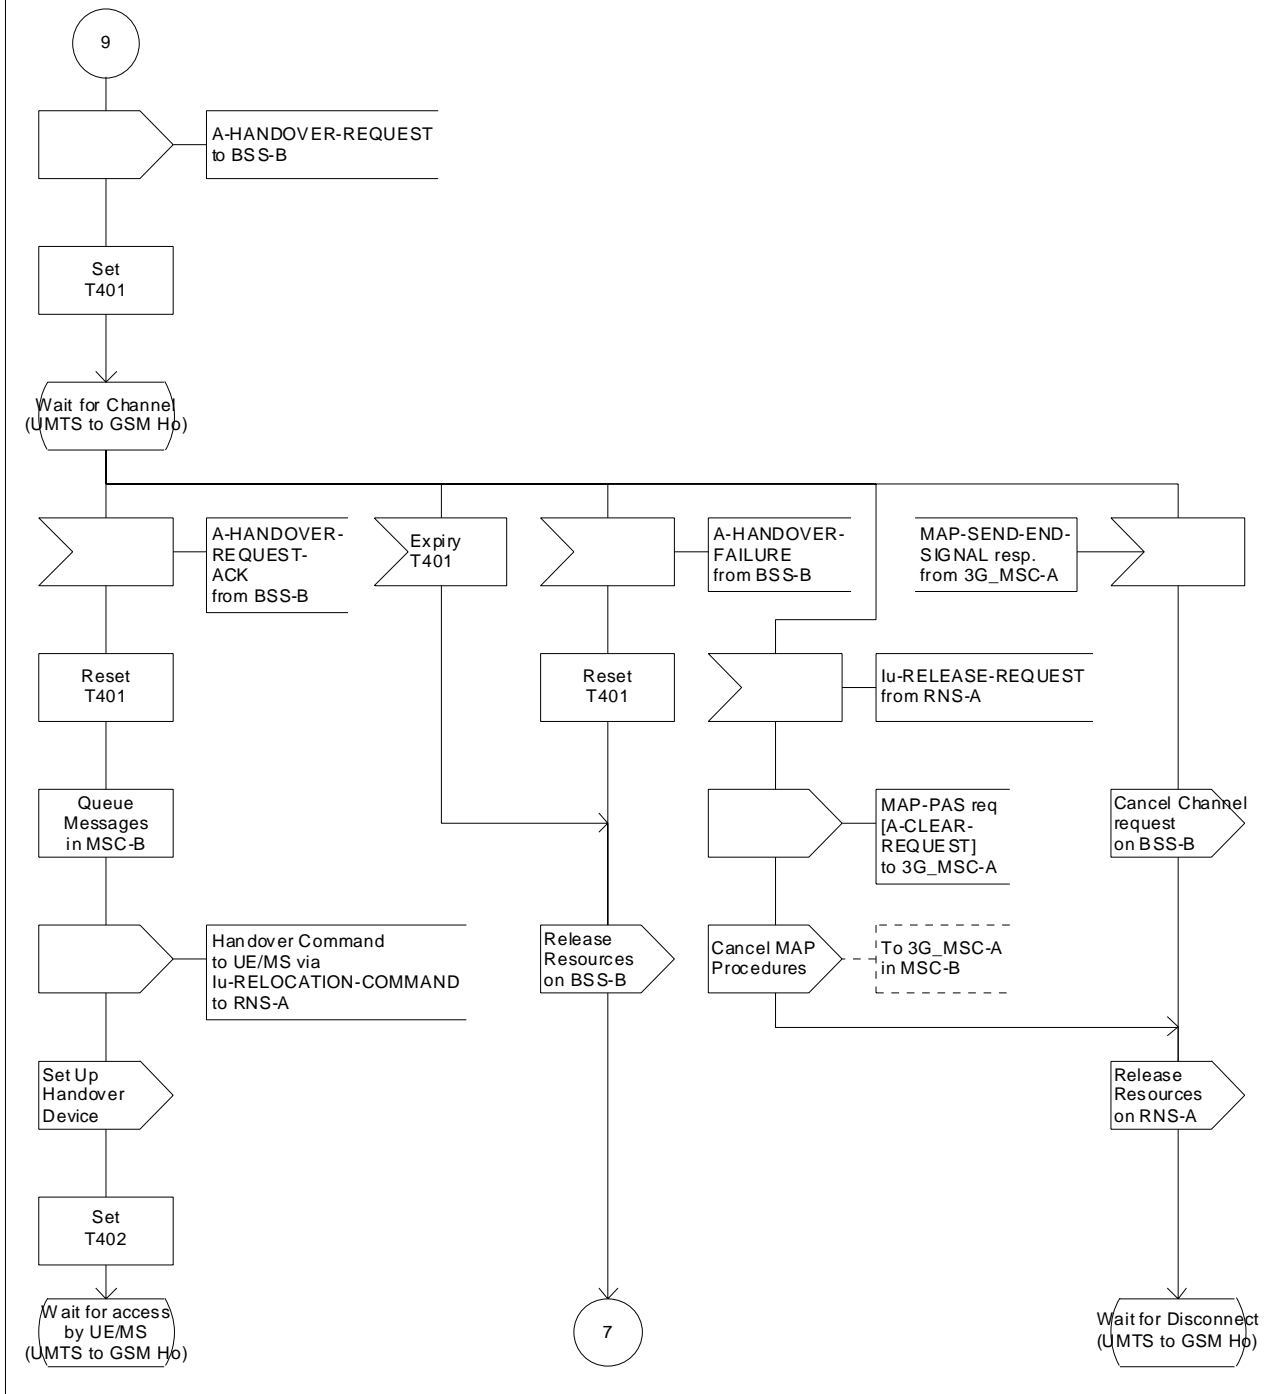 9
A-HANDOVER-REQUEST
to BSS-B
Set
T401
Wait for Channel
(UMTS to GSM Ho)
A-HANDOVER-
REQUEST-
ACK
from BSS-B
Expiry
T401
A-HANDOVER-
FAILURE
from BSS-B
MAP-SEND-END-
SIGNAL resp.
from 3G_MSC-A
Reset
T401
Reset
T401
Iu-RELEASE-REQUEST
from RNS-A
Queue
Messages
in MSC-B
MAP-PAS req
[A-CLEAR-
REQUEST]
to 3G_MSC-A
Cancel Channel
request
on BSS-B
Handover Command
to UE/MS via
Iu-RELOCATION-COMMAND
to RNS-A
Release
Resources
on BSS-B
Cancel MAP
Procedures
To 3G_MSC-A
in MSC-B
Set Up
Handover
Device
Release
Resources
on RNS-A
Set
T402
Wait for access
by UE/MS
(UMTS to GSM Ho)
7
Wait for Disconnect
(UMTS to GSM Ho)